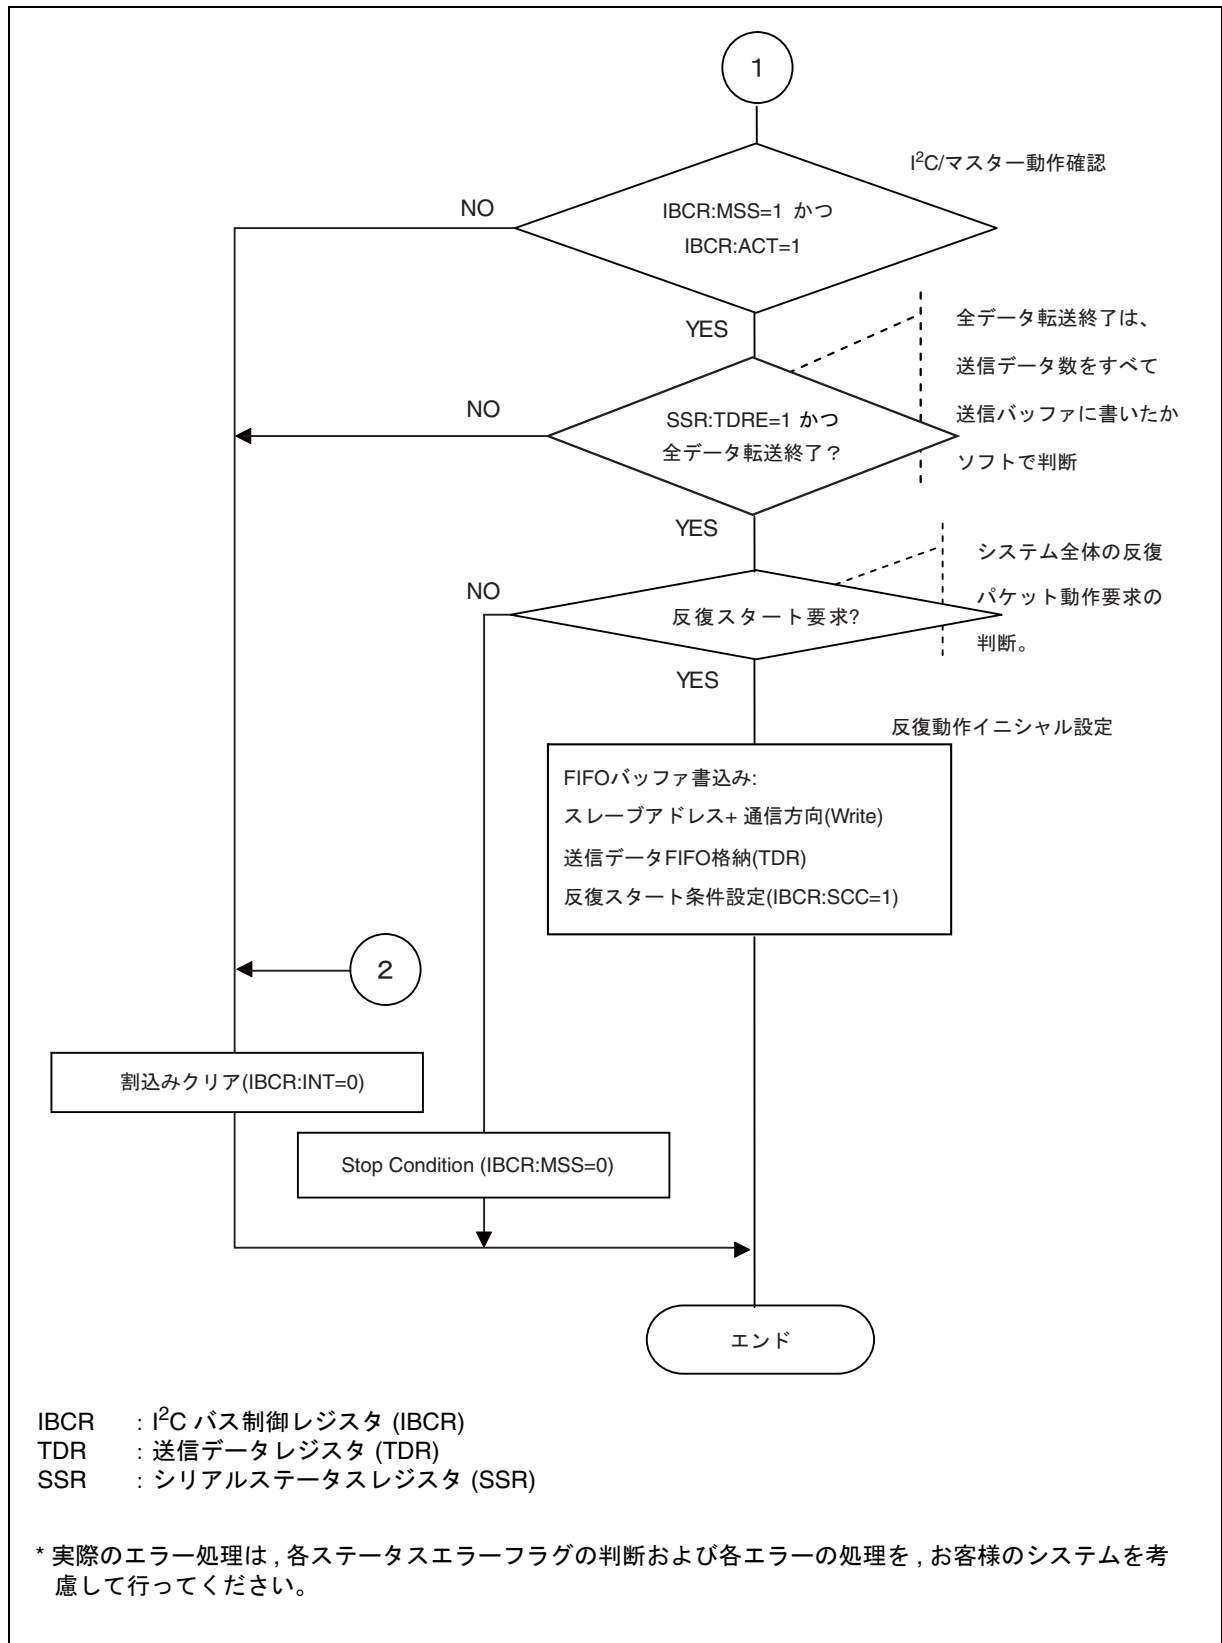 1
I²C/マスター動作確認
NO
IBCR:MSS=1 かつ
IBCR:ACT=1
YES
全データ転送終了は、
送信データ数をすべて
送信バッファに書いたか
ソフトで判断
NO
SSR:TDRE=1 かつ
全データ転送終了?
YES
システム全体の反復
パケット動作要求の
判断。
NO
反復スタート要求?
YES
反復動作イニシャル設定
FIFOバッファ書込み:
スレーブアドレス+ 通信方向(Write)
送信データFIFO格納(TDR)
反復スタート条件設定(IBCR:SCC=1)
2
割込みクリア(IBCR:INT=0)
Stop Condition (IBCR:MSS=0)
エンド
IBCR : I²C バス制御レジスタ (IBCR)
TDR : 送信データレジスタ (TDR)
SSR : シリアルステータスレジスタ (SSR)
* 実際のエラー処理は , 各ステータスエラーフラグの判断および各エラーの処理を , お客様のシステムを考
慮して行ってください。